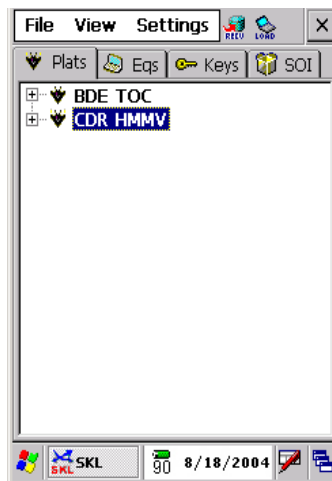 File View Settings RECV LOAD X
Plats Eqs Keys SOI
BDE TOC
CDR HMMV
SKL SKL 90 8/18/2004